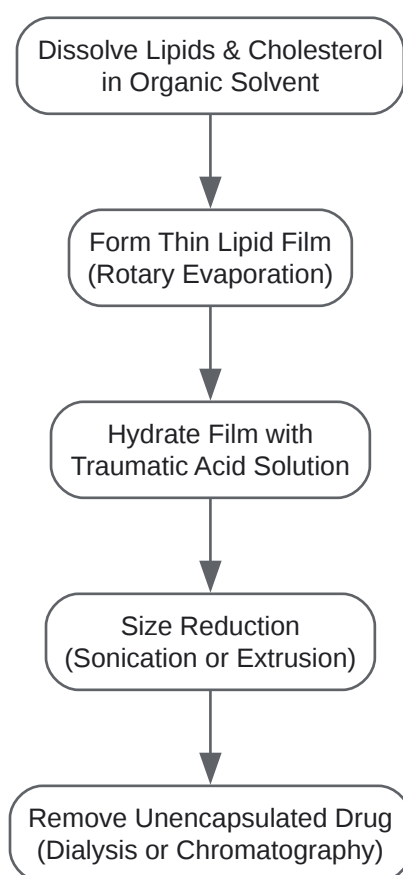 Dissolve Lipids & Cholesterol
in Organic Solvent
Form Thin Lipid Film
(Rotary Evaporation)
Hydrate Film with
Traumatic Acid Solution
Size Reduction
(Sonication or Extrusion)
Remove Unencapsulated Drug
(Dialysis or Chromatography)